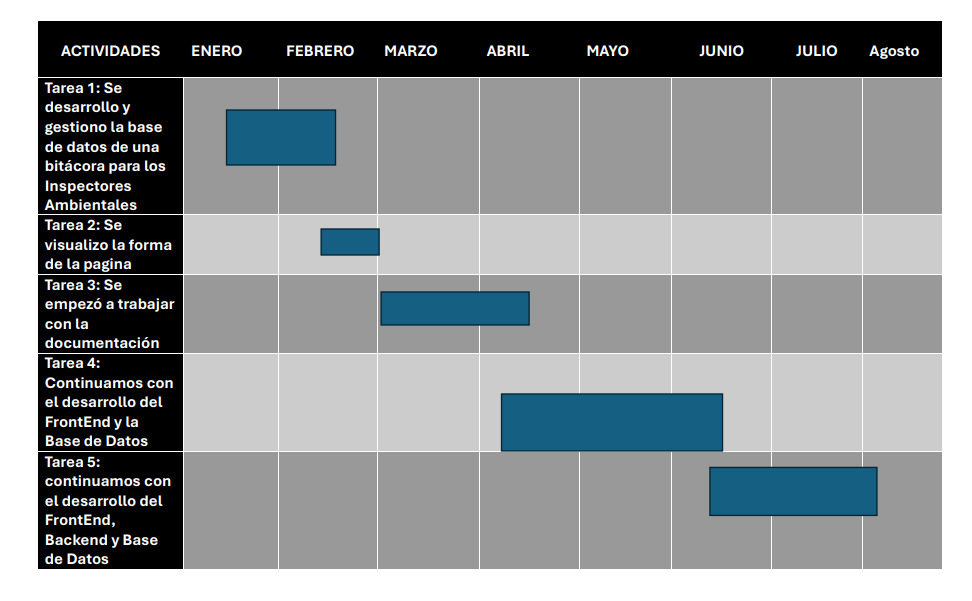 ACTIVIDADES ENERO FEBRERO MARZO ABRIL MAYO JUNIO JULIO Agosto
Tarea 1: Se
desarrollo y
gestiono la base
de datos de una
bitácora para los
Inspectores
Ambientales
Tarea 2: Se
visualizo la forma
de la pagina
Tarea 3: Se
empezó a trabajar
con la
documentación
Tarea 4:
Continuamos con
el desarrollo del
FrontEnd y la
Base de Datos
Tarea 5:
continuamos con
el desarrollo del
FrontEnd,
Backend y Base
de Datos